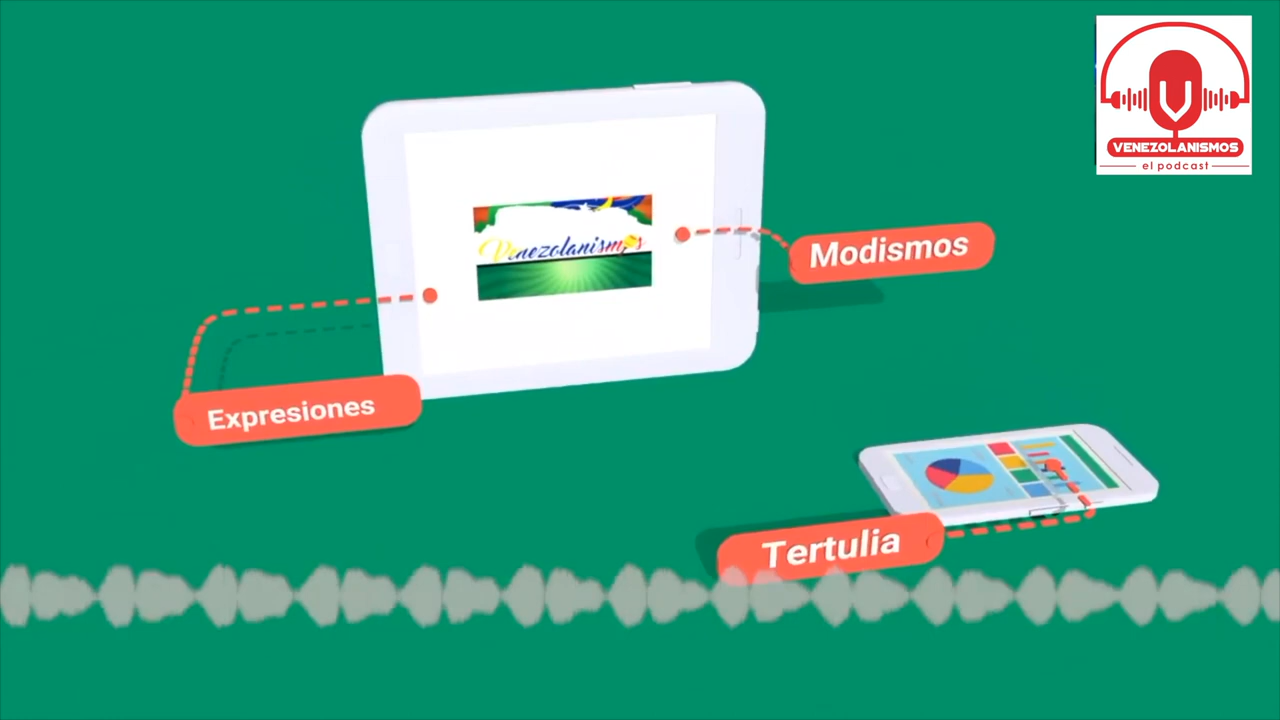 VENEZOLANISMOS
el podcast
Venezolanismos
Modismos
Expresiones
Tertulia